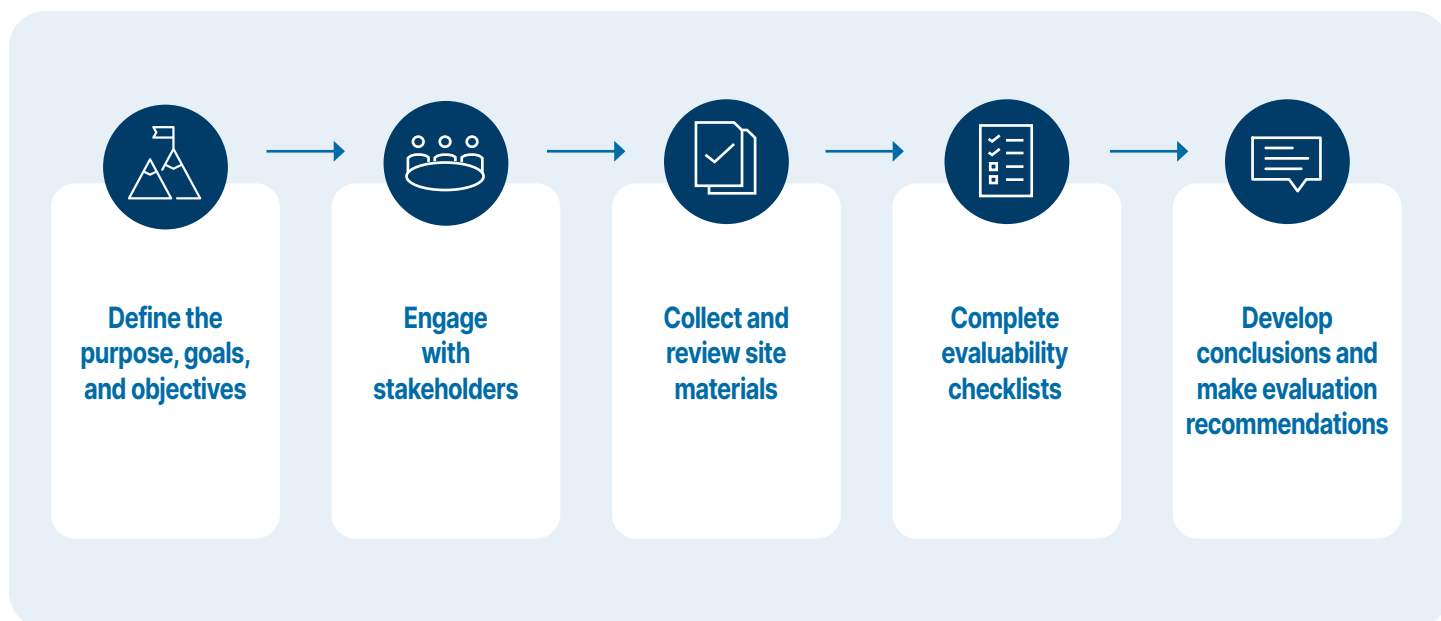 Define the
purpose, goals,
and objectives
Engage
with
stakeholders
Collect and
review site
materials
Complete
evaluability
checklists
Develop
conclusions and
make evaluation
recommendations